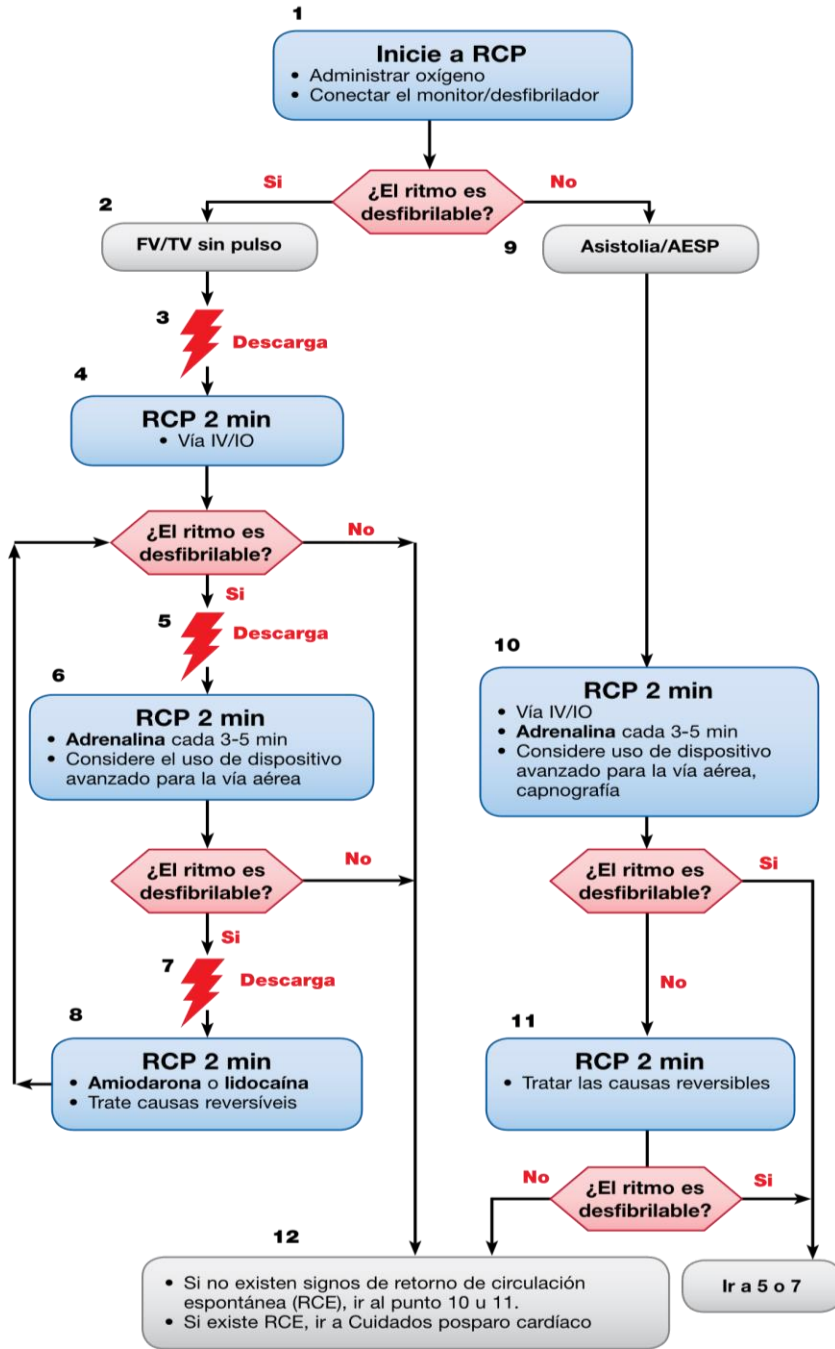 1
Inicie a RCP
• Administrar oxígeno
• Conectar el monitor/desfibrilador
¿El ritmo es
desfibrilable?
Si
No
2
FV/TV sin pulso
9
Asistolia/AESP
3
Descarga
4
RCP 2 min
• Vía IV/IO
¿El ritmo es
desfibrilable?
No
Si
5
Descarga
6
RCP 2 min
• Adrenalina cada 3-5 min
• Considere el uso de dispositivo
avanzado para la vía aérea
¿El ritmo es
desfibrilable?
No
Si
7
Descarga
8
RCP 2 min
• Amiodarona o lidocaína
• Trate causas reversíveis
10
RCP 2 min
• Vía IV/IO
• Adrenalina cada 3-5 min
• Considere uso de dispositivo
avanzado para la vía aérea,
capnografía
¿El ritmo es
desfibrilable?
Si
No
11
RCP 2 min
• Tratar las causas reversibles
¿El ritmo es
desfibrilable?
No
Si
12
• Si no existen signos de retorno de circulación
espontánea (RCE), ir al punto 10 u 11.
• Si existe RCE, ir a Cuidados posparo cardíaco
Ir a 5 o 7